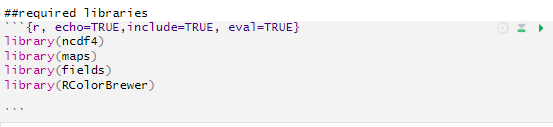 ##required libraries
```{r, echo=TRUE,include=TRUE, eval=TRUE}
library(ncdf4)
library(maps)
library(fields)
library(RColorBrewer)
```